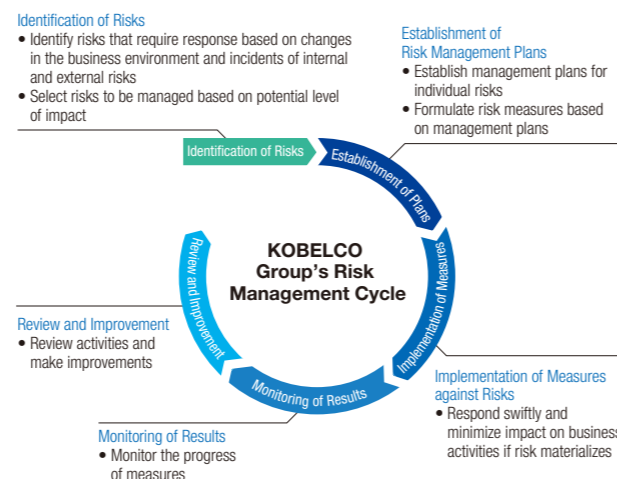 Identification of Risks
• Identify risks that require response based on changes
in the business environment and incidents of internal
and external risks
• Select risks to be managed based on potential level
of impact
Establishment of
Risk Management Plans
• Establish management plans for
individual risks
• Formulate risk measures based
on management plans
Identification of Risks
Establishment of Plans
Implementation of Measures
Monitoring of Results
Review and Improvement
KOBELCO
Group's Risk
Management Cycle
Review and Improvement
• Review activities and
make improvements
Implementation of Measures
against Risks
• Respond swiftly and
minimize impact on business
activities if risk materializes
Monitoring of Results
• Monitor the progress
of measures